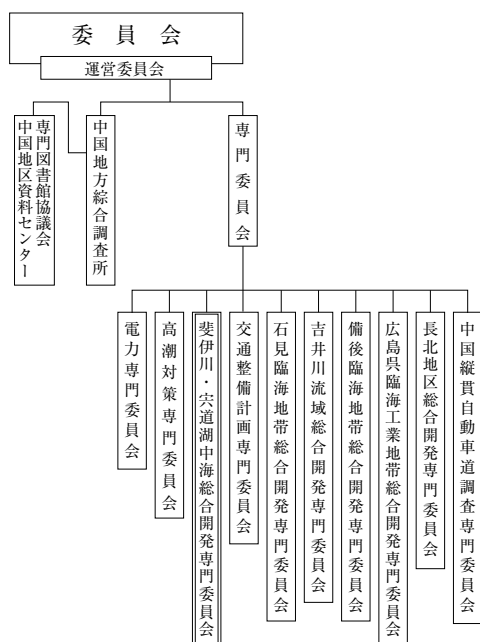 委員会
運営委員会
専門委員会
中国地方綜合調査所
専門図書館協議会
中国地区資料センター
中国縦貫自動車道調査専門委員会
長北地区総合開発専門委員会
広島呉臨海工業地帯総合開発専門委員会
備後臨海地帯総合開発専門委員会
吉井川流域総合開発専門委員会
石見臨海地帯総合開発専門委員会
交通整備計画専門委員会
斐伊川・宍道湖中海総合開発専門委員会
高潮対策専門委員会
電力専門委員会